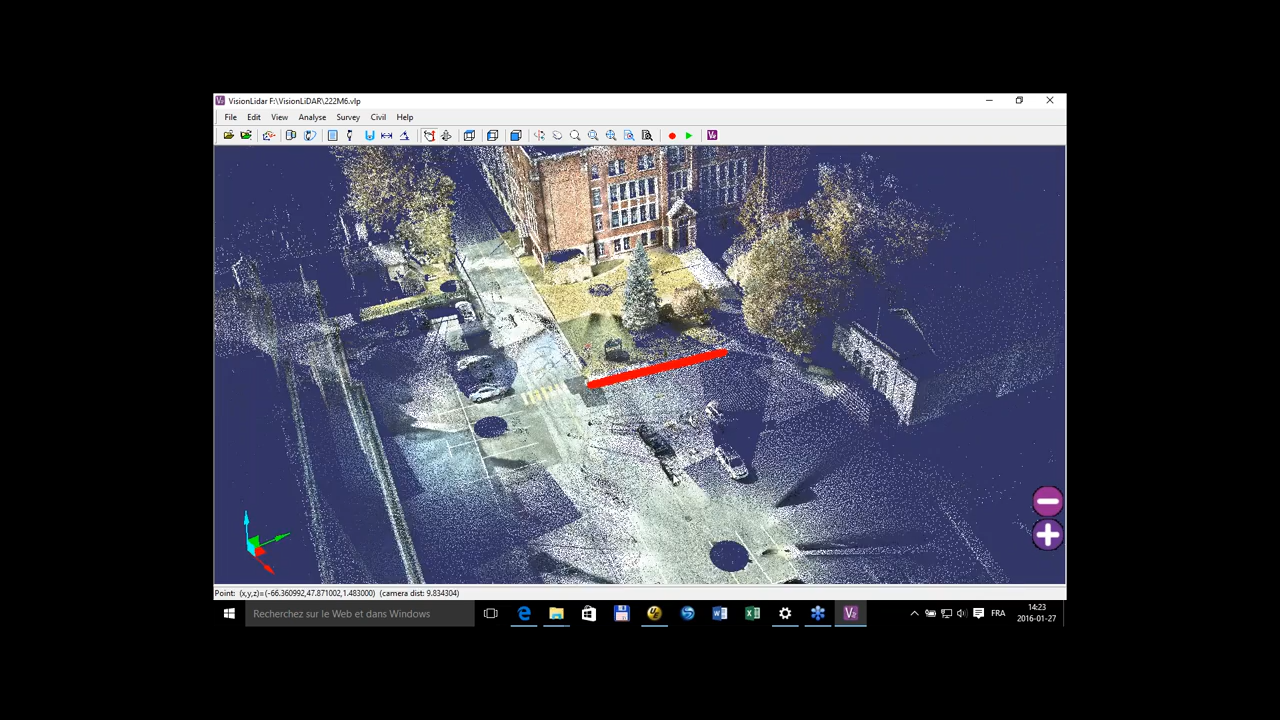 VisionLidar F:\VisionLiDAR\222M6.vlp
File Edit View Analyse Survey Civil Help
Point: (x,y,z)=(-66.360992,47.871002,1.483000) (camera dist: 9.834304)
Recherchez sur le Web et dans Windows
FRA
14:23
2016-01-27